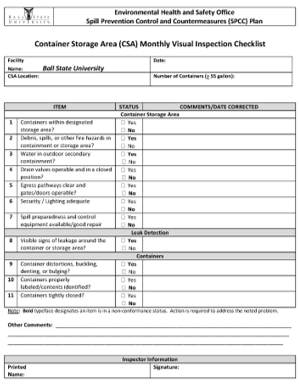 BALL STATE
UNIVERSITY
Environmental Health and Safety Office
Spill Prevention Control and Countermeasures (SPCC) Plan
Container Storage Area (CSA) Monthly Visual Inspection Checklist
Facility
Name: Ball State University
Date:
CSA Location:
Number of Containers (≥ 55 gallon):
ITEM STATUS COMMENTS/DATE CORRECTED
Container Storage Area
1 Containers within designated storage area? □ Yes □ No
2 Debris, spills, or other fire hazards in containment or storage area? □ Yes □ No
3 Water in outdoor secondary containment? □ Yes □ No
4 Drain valves operable and in a closed position? □ Yes □ No
5 Egress pathways clear and gates/doors operable? □ Yes □ No
6 Security / Lighting adequate □ Yes □ No
7 Spill preparedness and control equipment available/good repair □ Yes □ No
Leak Detection
8 Visible signs of leakage around the container or storage area? □ Yes □ No
Containers
9 Container distortions, buckling, denting, or bulging? □ Yes □ No
10 Containers properly labeled/contents identified? □ Yes □ No
11 Containers tightly closed? □ Yes □ No
Note: Bold typeface designates an item is in a non-conformance status. Action is required to address the noted problem.
Other Comments:
Inspector Information
Printed
Name:
Signature: